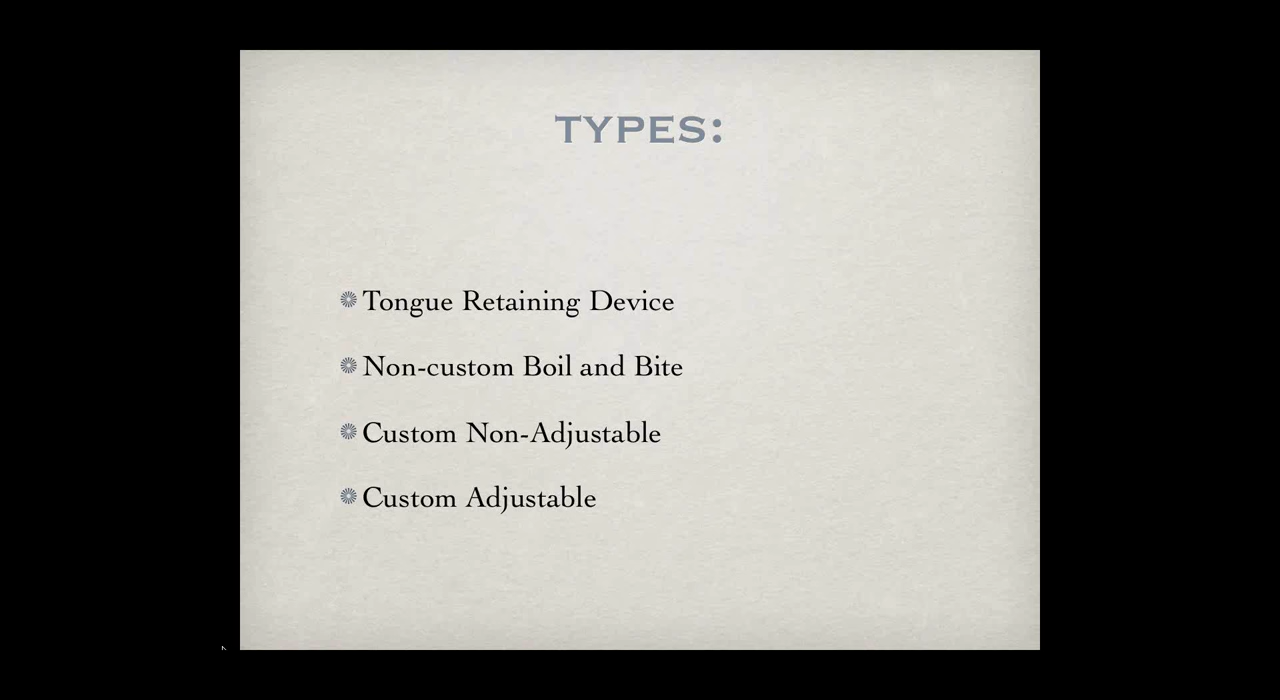 TYPES:
Tongue Retaining Device
Non-custom Boil and Bite
Custom Non-Adjustable
Custom Adjustable